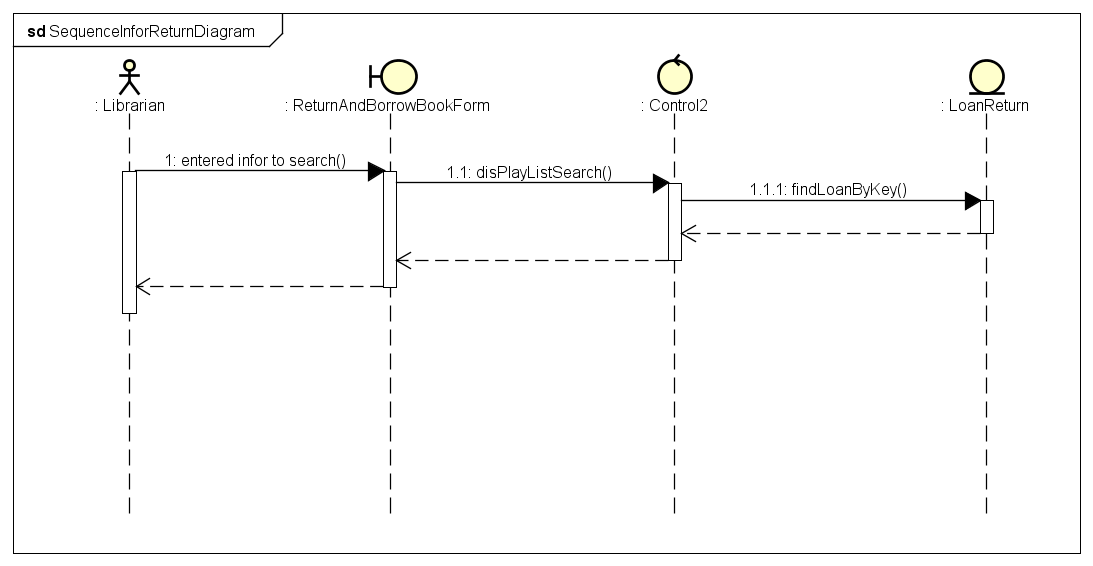 sd SequenceInforReturnDiagram
: Librarian
: ReturnAndBorrowBookForm
: Control2
: LoanReturn
1: entered infor to search()
1.1: disPlayListSearch()
1.1.1: findLoanByKey()